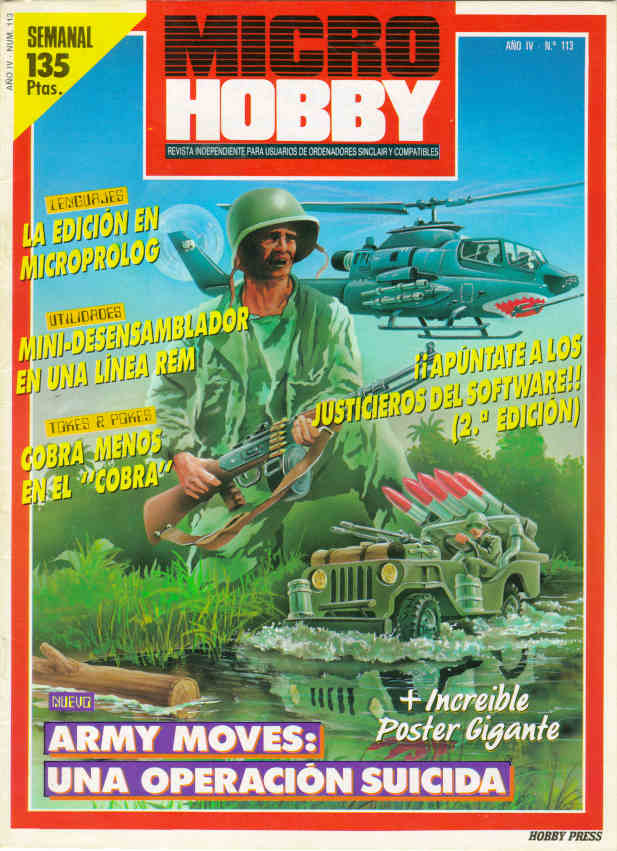 AÑO IV - NUM. 113
SEMANAL
135
Ptas.
MICRO
HOBBY
AÑO IV - N.º 113
REVISTA INDEPENDIENTE PARA USUARIOS DE ORDENADORES SINCLAIR Y COMPATIBLES
LENGUAJES
LA EDICIÓN EN
MICROPROLOG
UTILIDADES
MINI-DESENSAMBLADOR
EN UNA LÍNEA REM
TOKES & POKES
COBRA MENOS
EN EL "COBRA"
¡¡APÚNTATE A LOS
JUSTICIEROS DEL SOFTWARE!!
(2.ª EDICIÓN)
+ Increible
Poster Gigante
NUEVO
ARMY MOVES:
UNA OPERACIÓN SUICIDA
HOBBY PRESS